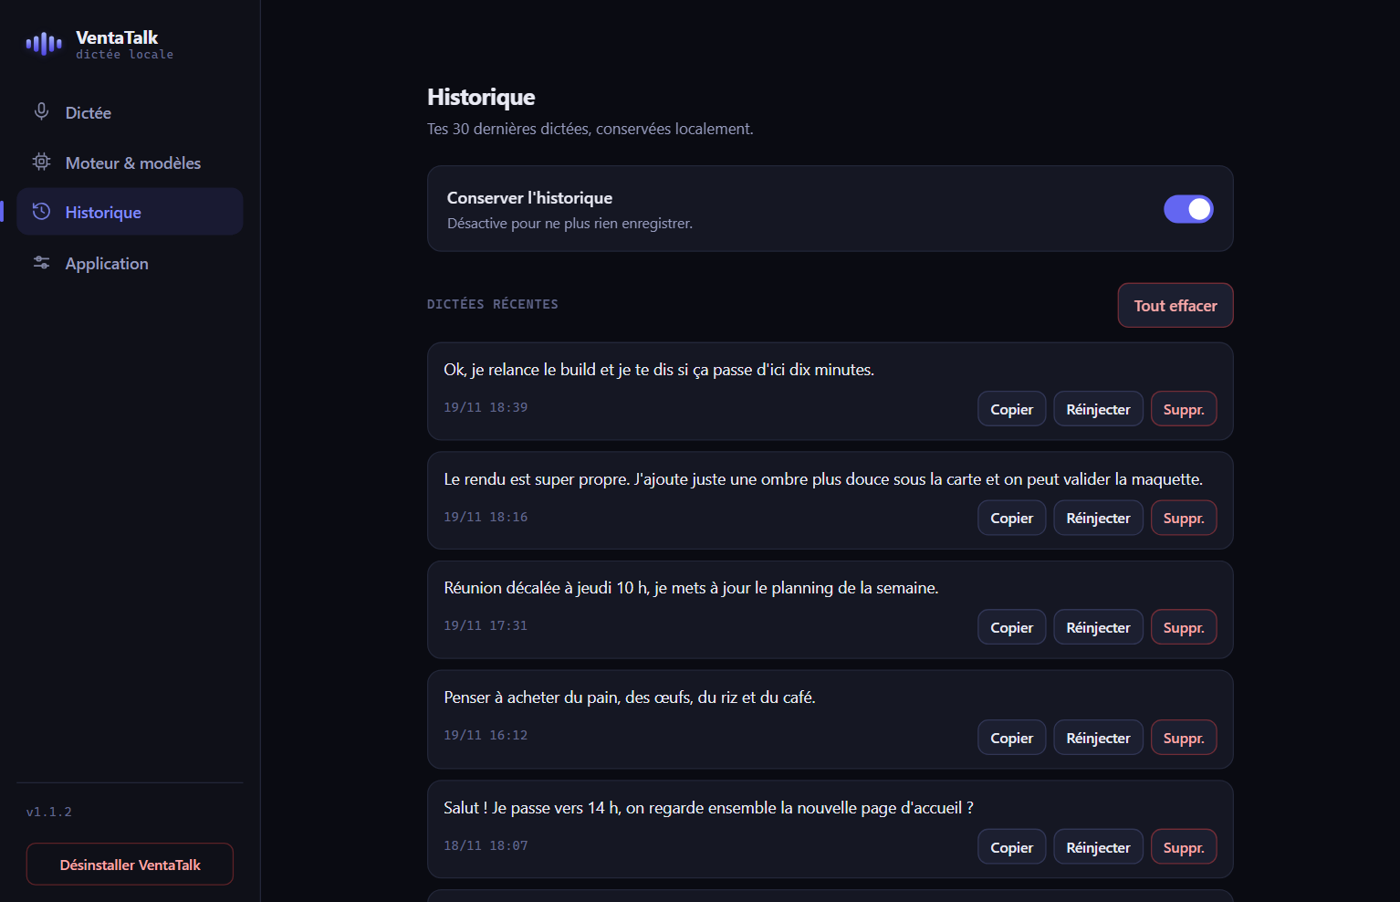 VentaTalk
dictée locale
Dictée
Moteur & modèles
Historique
Application
v1.1.2
Désinstaller VentaTalk
Historique
Tes 30 dernières dictées, conservées localement.
Conserver l'historique
Désactive pour ne plus rien enregistrer.
DICTÉES RÉCENTES
Tout effacer
Ok, je relance le build et je te dis si ça passe d'ici dix minutes.
19/11 18:39
Copier
Réinjecter
Suppr.
Le rendu est super propre. J'ajoute juste une ombre plus douce sous la carte et on peut valider la maquette.
19/11 18:16
Copier
Réinjecter
Suppr.
Réunion décalée à jeudi 10 h, je mets à jour le planning de la semaine.
19/11 17:31
Copier
Réinjecter
Suppr.
Penser à acheter du pain, des œufs, du riz et du café.
19/11 16:12
Copier
Réinjecter
Suppr.
Salut ! Je passe vers 14 h, on regarde ensemble la nouvelle page d'accueil ?
18/11 18:07
Copier
Réinjecter
Suppr.